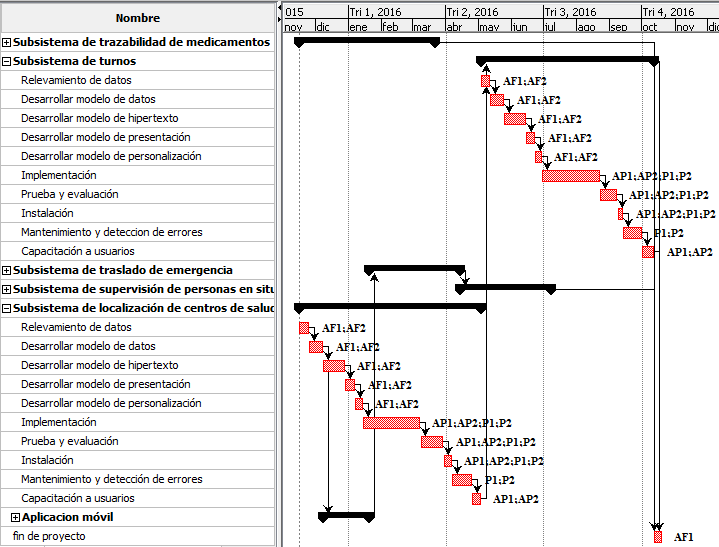 Nombre
015 Tri 1, 2016 Tri 2, 2016 Tri 3, 2016 Tri 4, 2016
nov dic ene feb mar abr may jun jul ago sep oct nov dic
Subsistema de trazabilidad de medicamentos
Subsistema de turnos
Relevamiento de datos AF1;AF2
Desarrollar modelo de datos AF1;AF2
Desarrollar modelo de hipertexto AF1;AF2
Desarrollar modelo de presentación AF1;AF2
Desarrollar modelo de personalización AF1;AF2
Implementación AP1;AP2;P1;P2
Prueba y evaluación AP1;AP2;P1;P2
Instalación AP1;AP2;P1;P2
Mantenimiento y deteccion de errores P1;P2
Capacitación a usuarios AP1;AP2
Subsistema de traslado de emergencia
Subsistema de supervisión de personas en situ
Subsistema de localización de centros de salud
Relevamiento de datos AF1;AF2
Desarrollar modelo de datos AF1;AF2
Desarrollar modelo de hipertexto AF1;AF2
Desarrollar modelo de presentación AF1;AF2
Desarrollar modelo de personalización AF1;AF2
Implementación AP1;AP2;P1;P2
Prueba y evaluación AP1;AP2;P1;P2
Instalación AP1;AP2;P1;P2
Mantenimiento y detección de errores P1;P2
Capacitación a usuarios AP1;AP2
Aplicacion móvil
fin de proyecto AF1